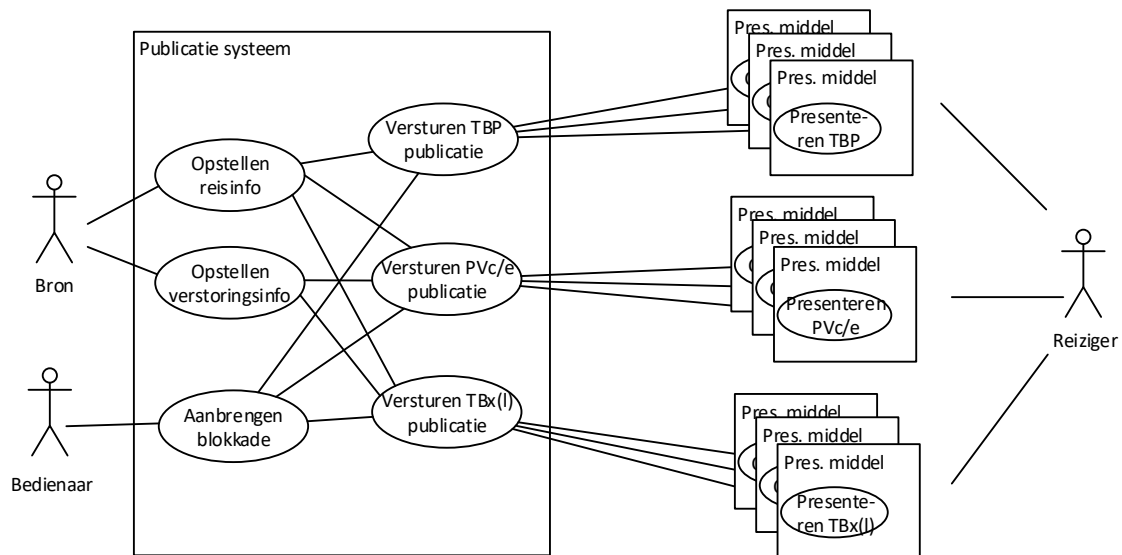 Publicatie systeem
Opstellen
reisinfo
Opstellen
verstoringsinfo
Aanbrengen
blokkade
Versturen TBP
publicatie
Versturen PVc/e
publicatie
Versturen TBx(l)
publicatie
Bron
Bedienaar
Pres. middel
Pres. middel
Pres. middel
Presente-
ren TBP
Pres. middel
Pres. middel
Pres. middel
Presenteren
PVc/e
Pres. middel
Pres. middel
Pres. middel
Presente-
ren TBx(l)
Reiziger